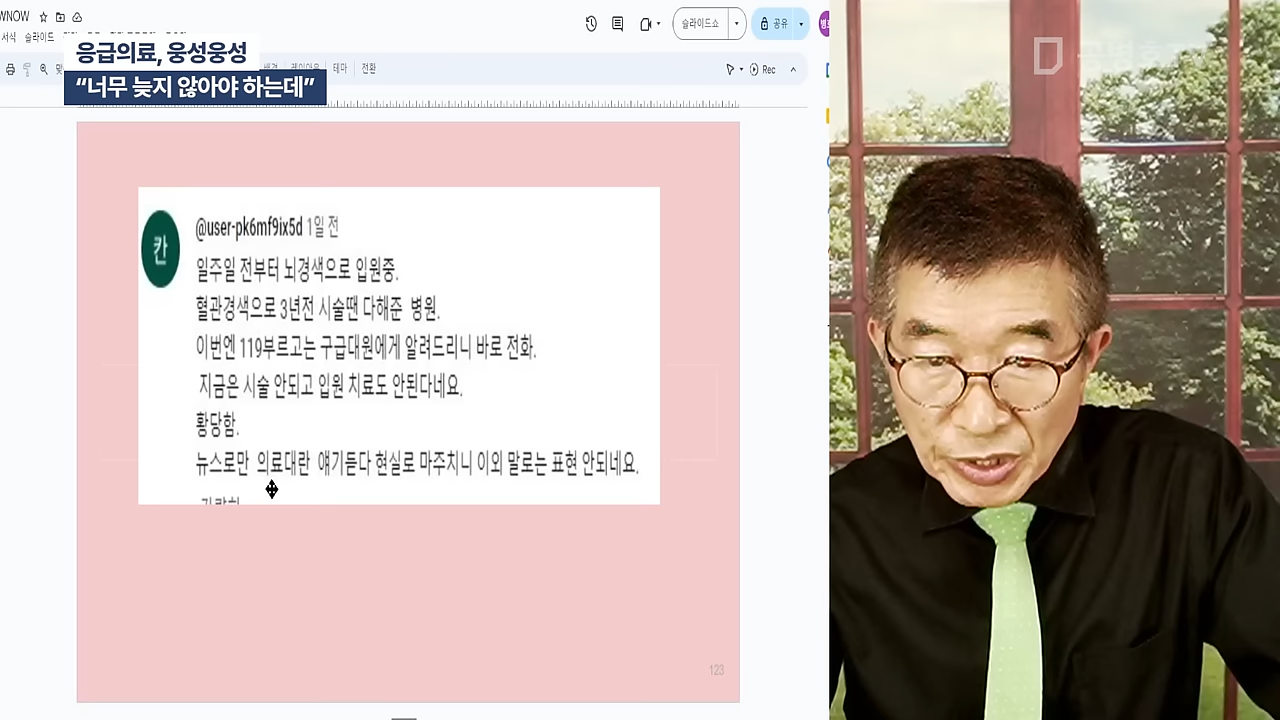 WNOW
서식 슬라이드
슬라이드쇼
공유
응급의료, 웅성웅성
“너무 늦지 않아야 하는데”
테마 전환
Rec
칸
@user-pk6mf9ix5d 1일 전
일주일 전부터 뇌경색으로 입원중.
혈관경색으로 3년전 시술땐 다해준 병원.
이번엔 119부르고는 구급대원에게 알려드리니 바로 전화.
지금은 시술 안되고 입원 치료도 안된다네요.
황당함.
뉴스로만 의료대란 얘기듣다 현실로 마주치니 이외 말로는 표현 안되네요.
123